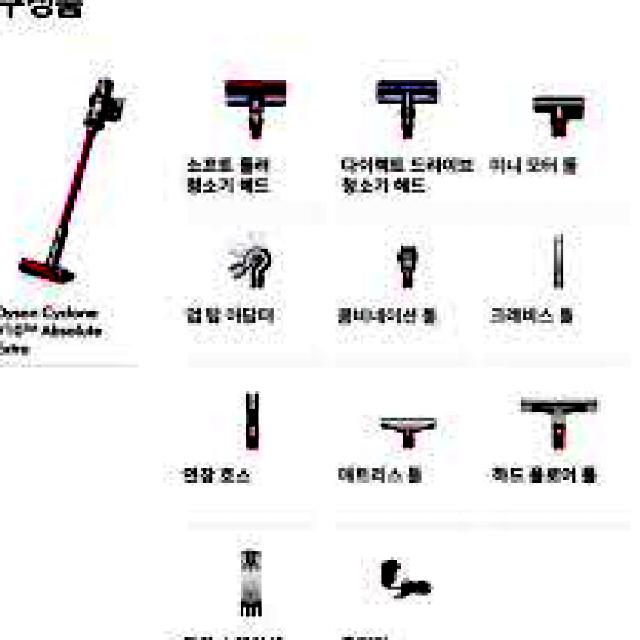 구성품
소프트 롤러
청소기 헤드
다이렉트 드라이브
청소기 헤드
미니 모터 툴
Dyson Cyclone
V10™ Absolute
Extra
업 탑 어댑터
콤비네이션 툴
크레비스 툴
연장 호스
매트리스 툴
하드 플로어 툴